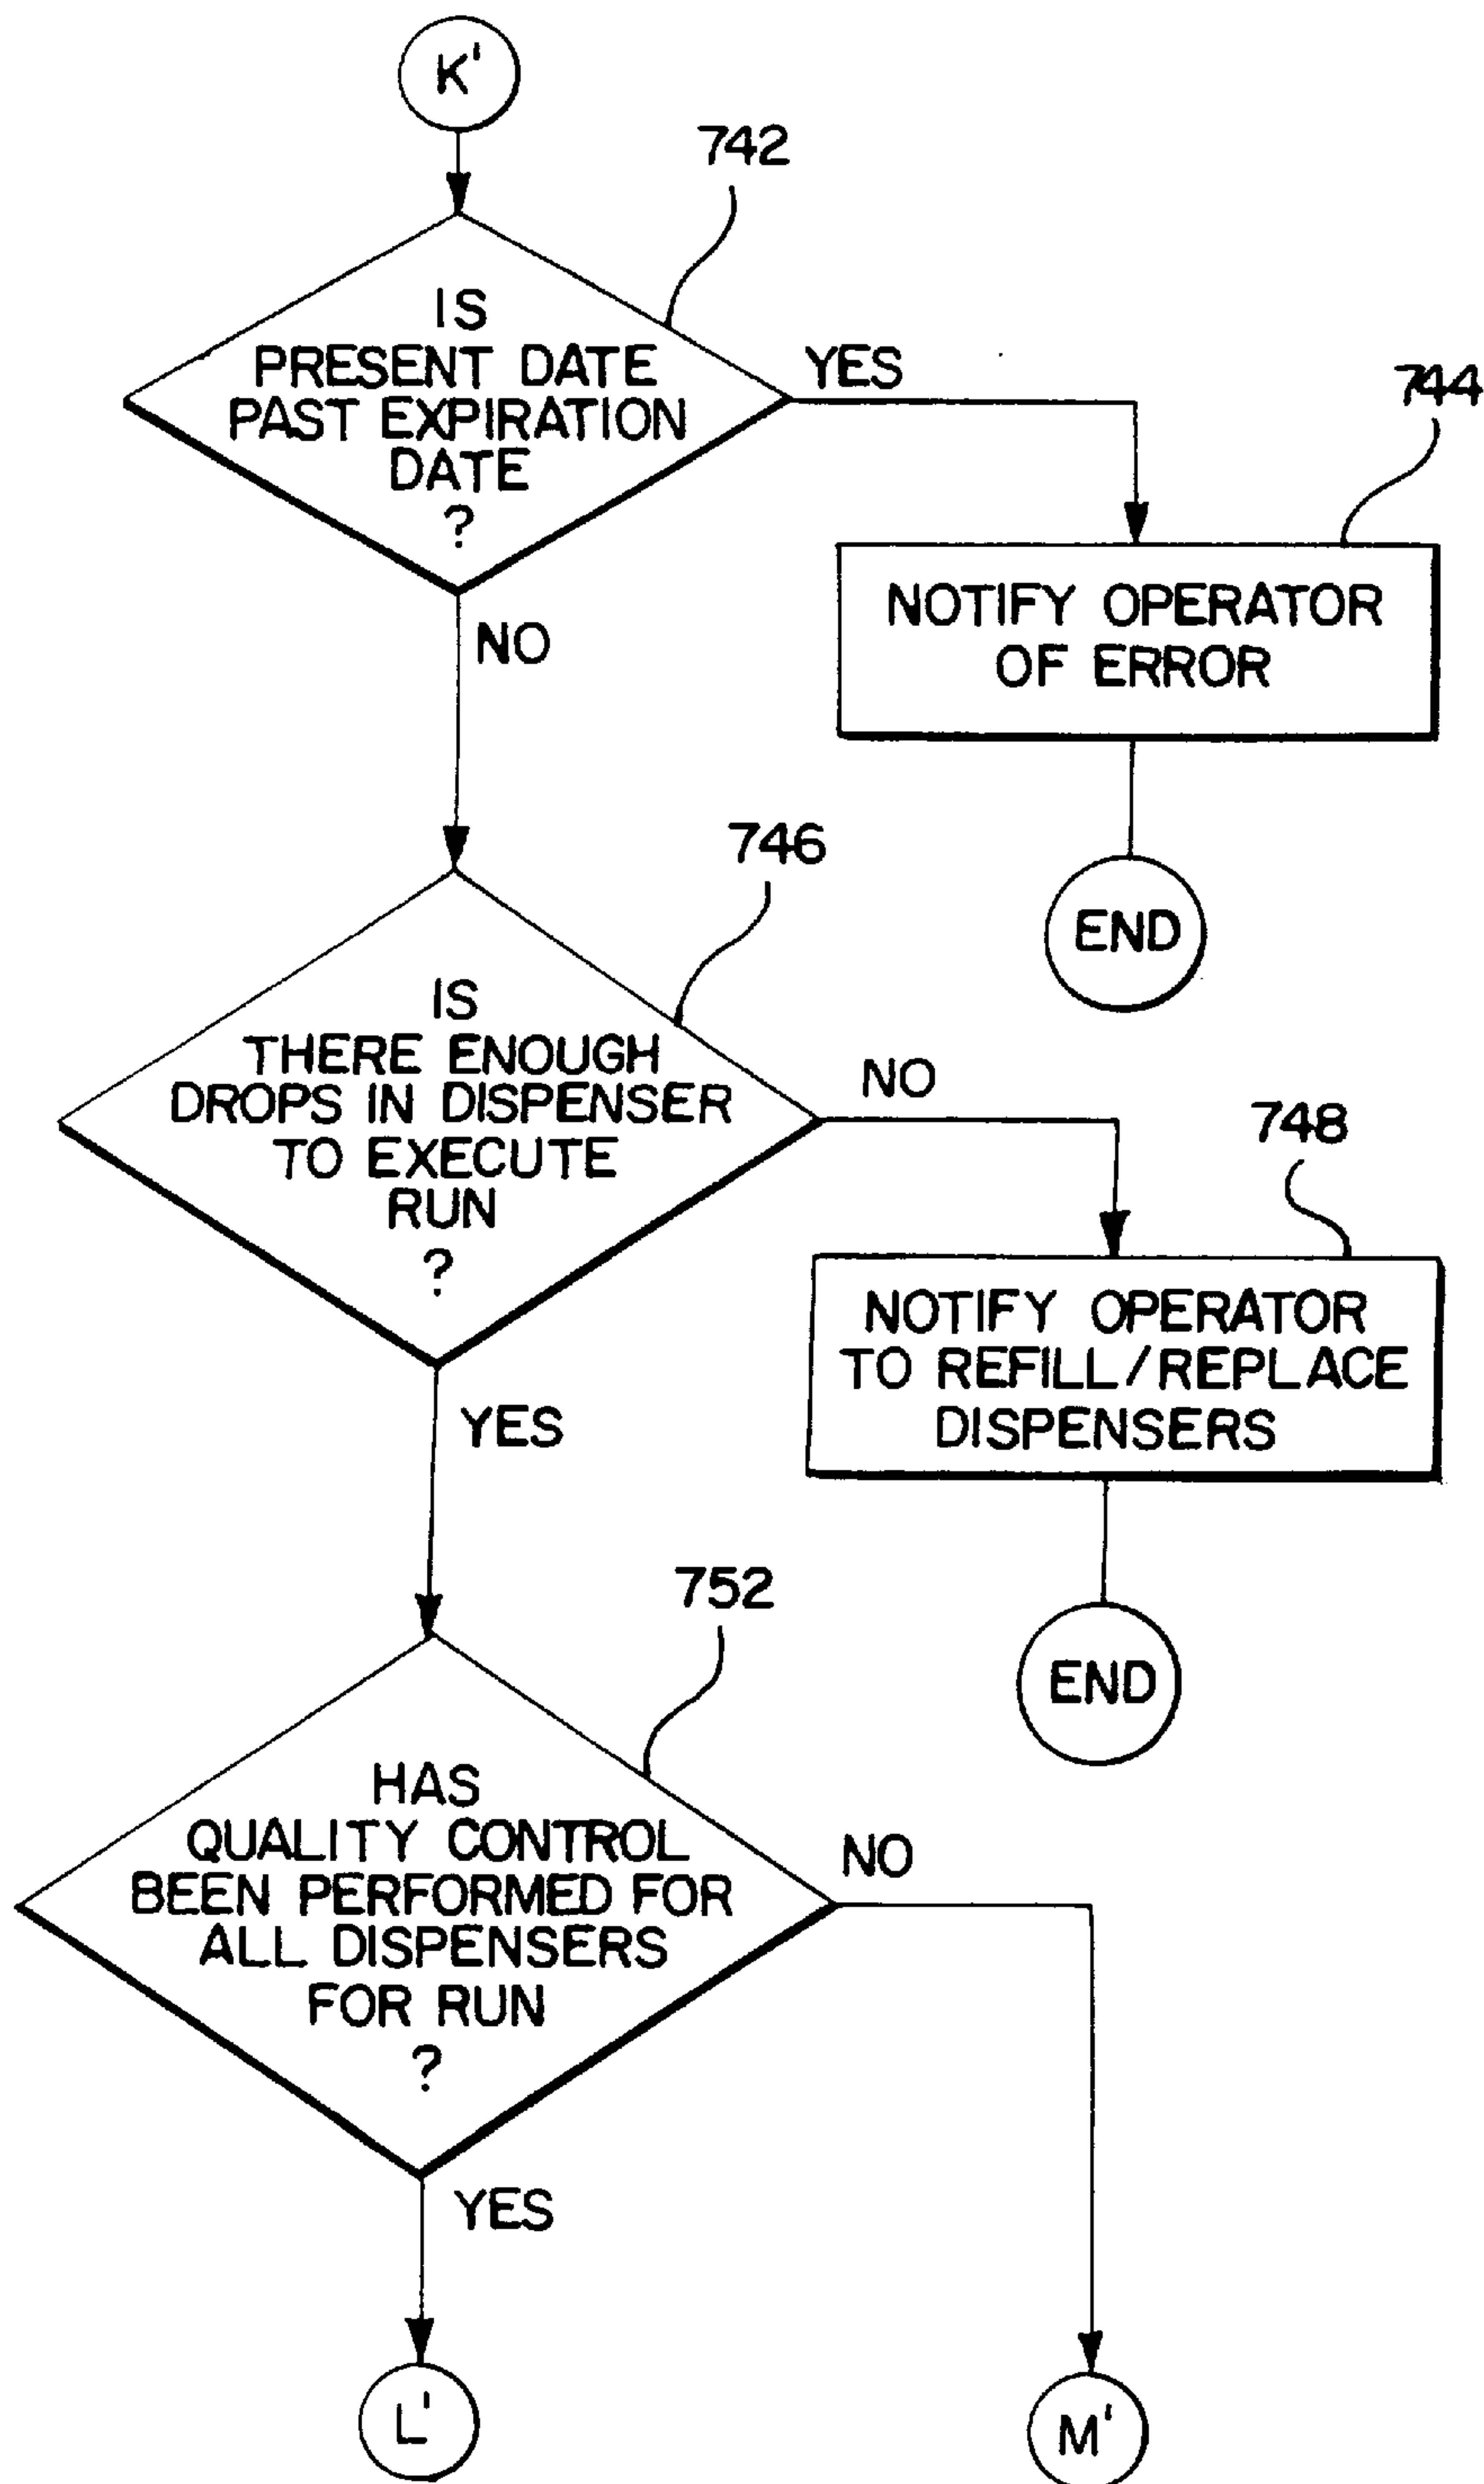 K'
742
IS
PRESENT DATE
PAST EXPIRATION
DATE
?
YES
744
NOTIFY OPERATOR
OF ERROR
NO
END
746
IS
THERE ENOUGH
DROPS IN DISPENSER
TO EXECUTE
RUN
?
NO
748
NOTIFY OPERATOR
TO REFILL/REPLACE
DISPENSERS
YES
END
752
HAS
QUALITY CONTROL
BEEN PERFORMED FOR
ALL DISPENSERS
FOR RUN
?
NO
YES
L'
M'